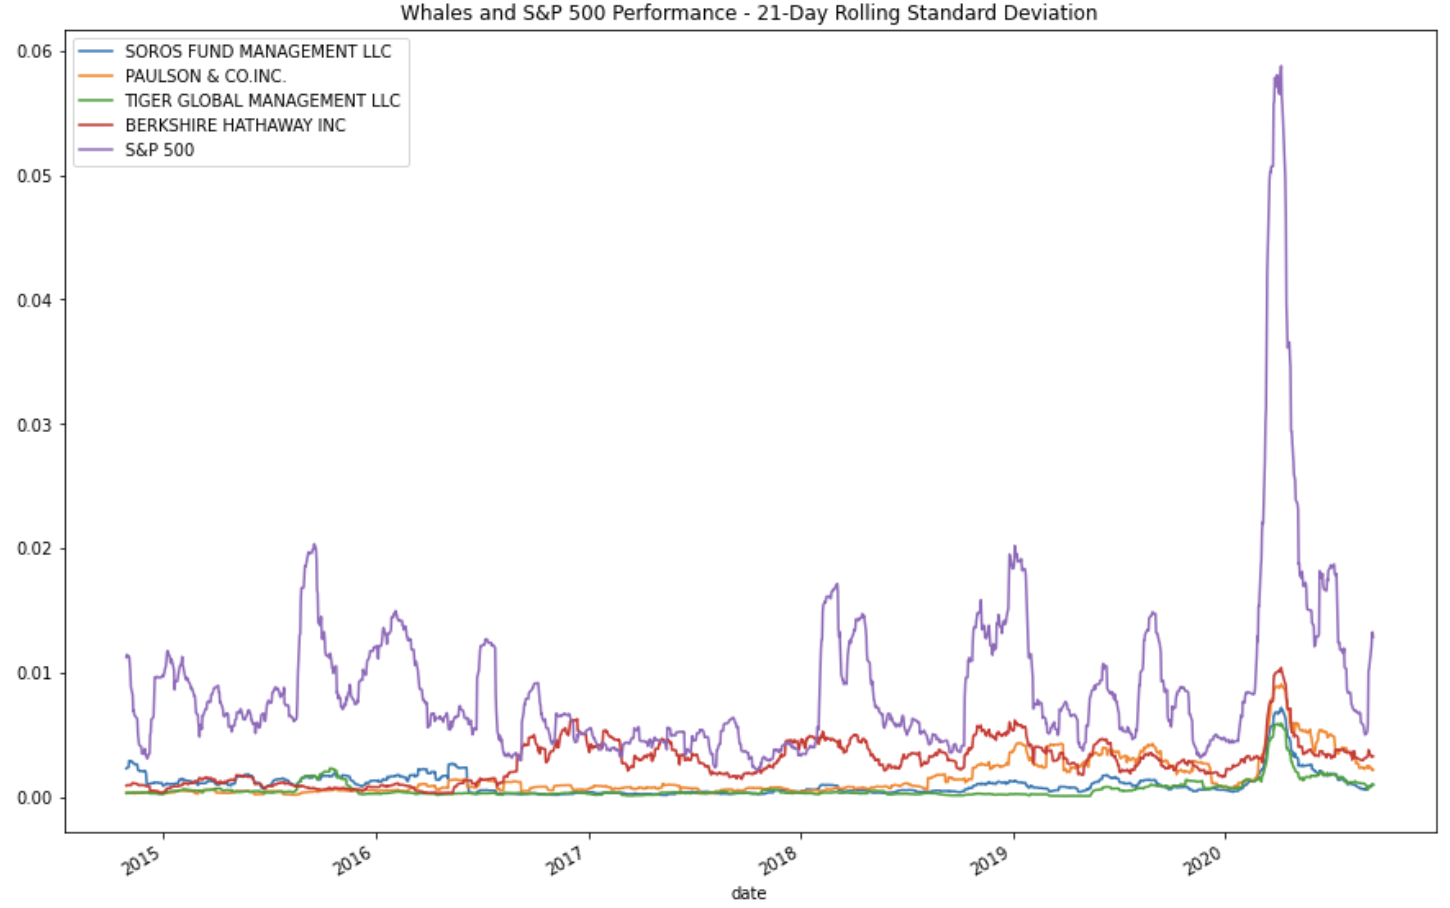 Whales and S&P 500 Performance - 21-Day Rolling Standard Deviation
SOROS FUND MANAGEMENT LLC
PAULSON & CO.INC.
TIGER GLOBAL MANAGEMENT LLC
BERKSHIRE HATHAWAY INC
S&P 500
0.06
0.05
0.04
0.03
0.02
0.01
0.00
2015
2016
2017
2018
2019
2020
date